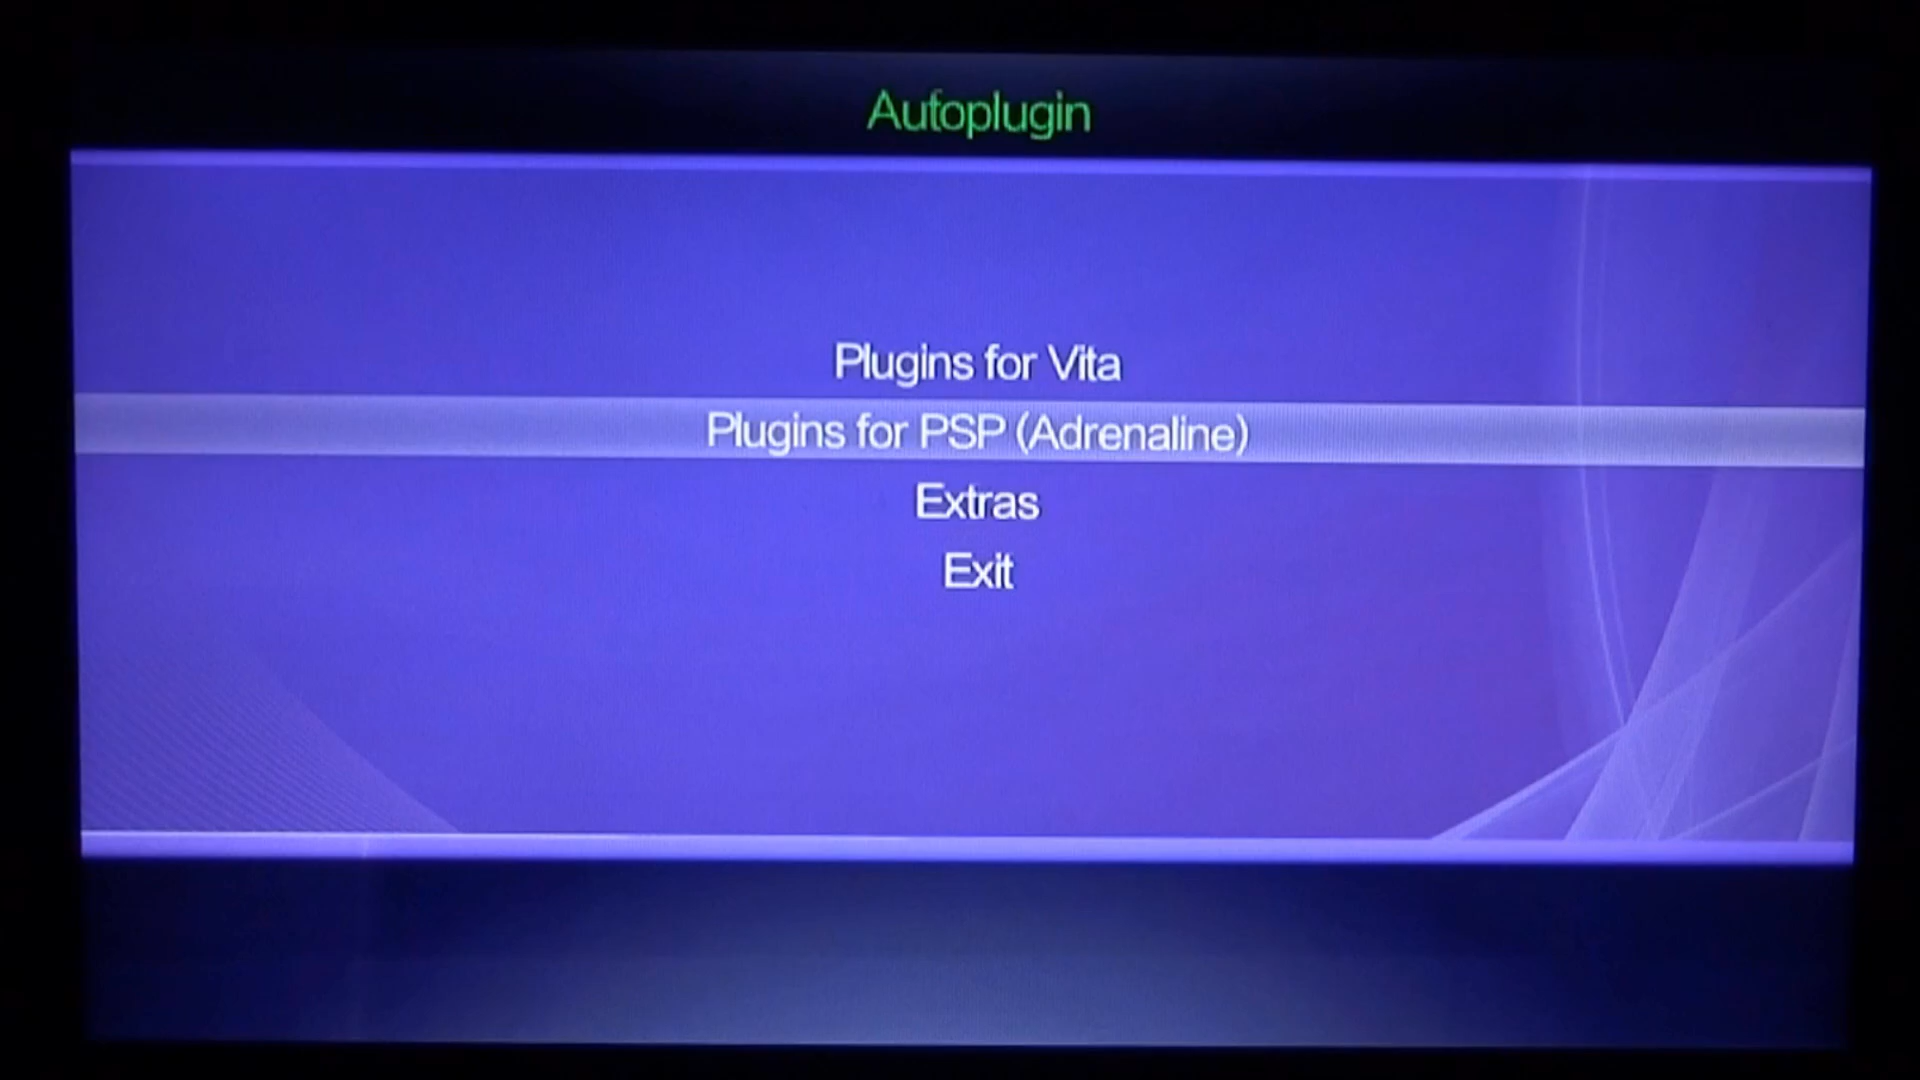 Autoplugin
Plugins for Vita
Plugins for PSP (Adrenaline)
Extras
Exit